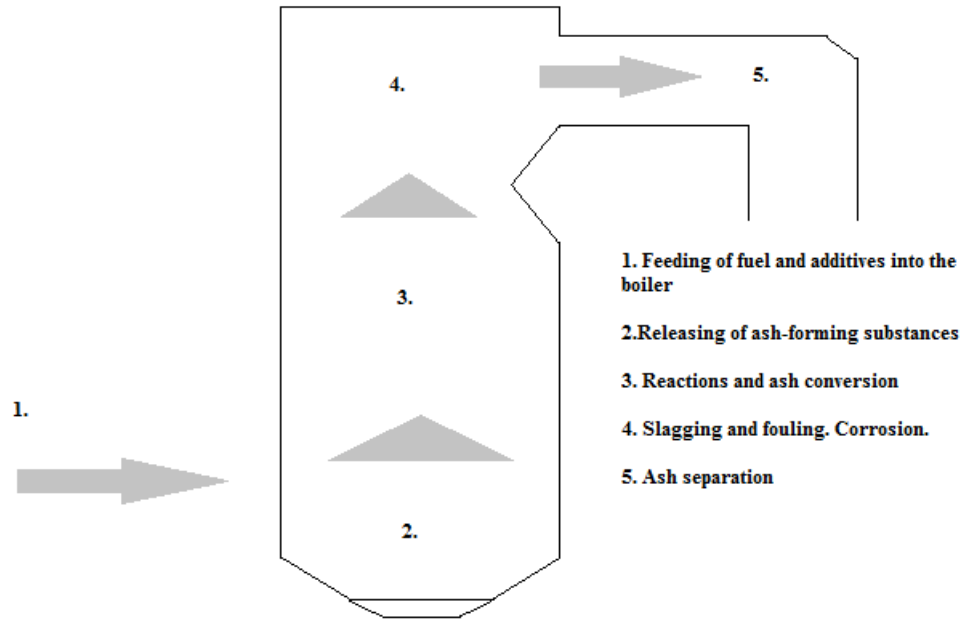 4.
5.
3.
1.
2.
1. Feeding of fuel and additives into the
boiler
2.Releasing of ash-forming substances
3. Reactions and ash conversion
4. Slagging and fouling. Corrosion.
5. Ash separation